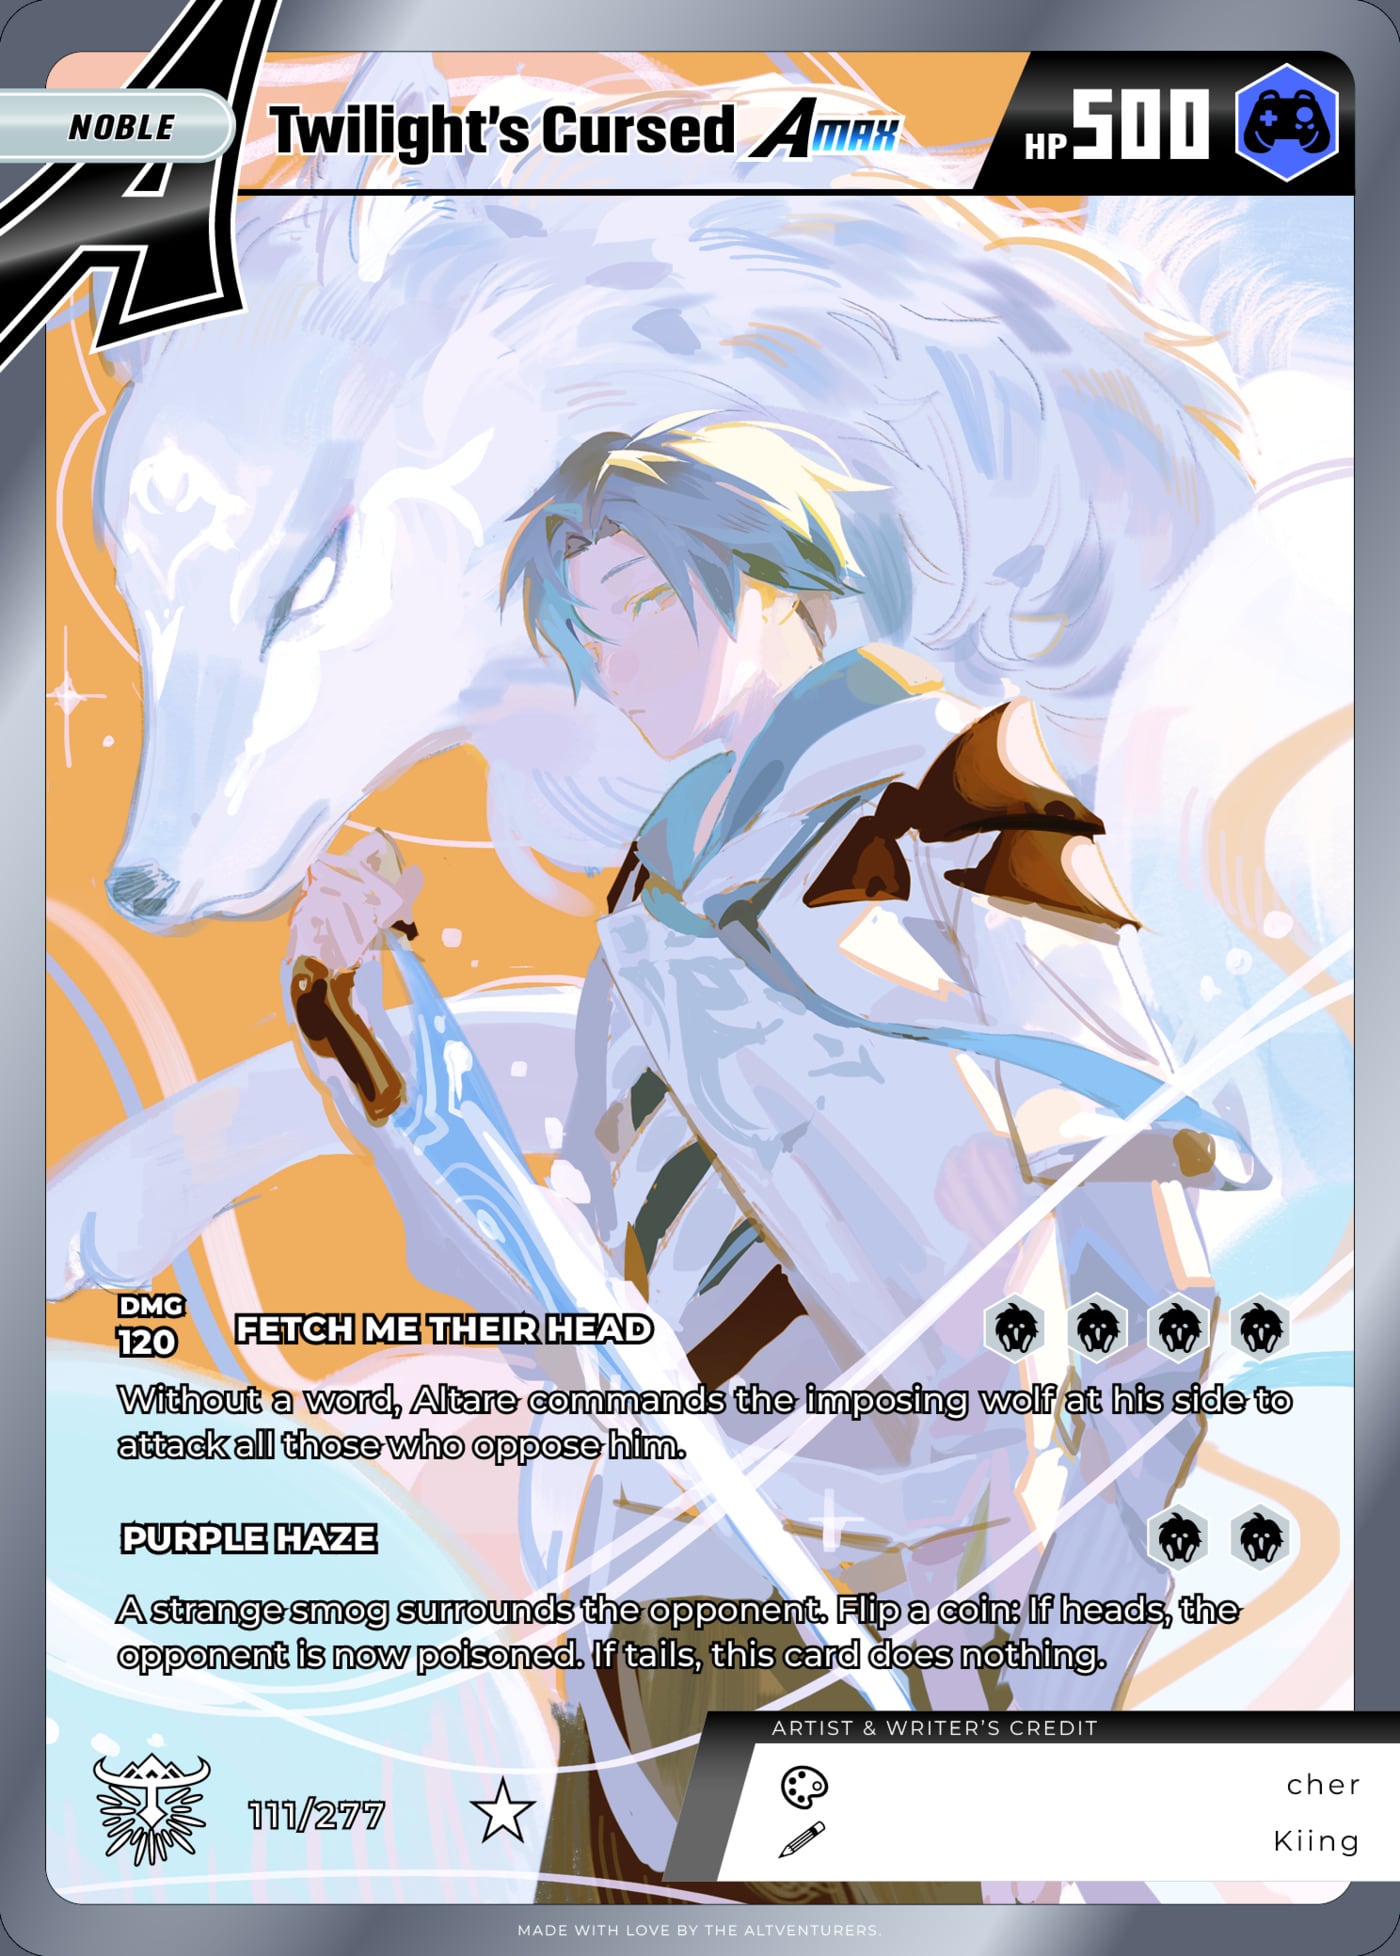 NOBLE
Twilight's Cursed AMAX
HP 500
DMG
120
FETCH ME THEIR HEAD
Without a word, Altare commands the imposing wolf at his side to
attack all those who oppose him.
PURPLE HAZE
A strange smog surrounds the opponent. Flip a coin: If heads, the
opponent is now poisoned. If tails, this card does nothing.
ARTIST & WRITER'S CREDIT
cher
Kiing
111/277
MADE WITH LOVE BY THE ALTVENTURERS.